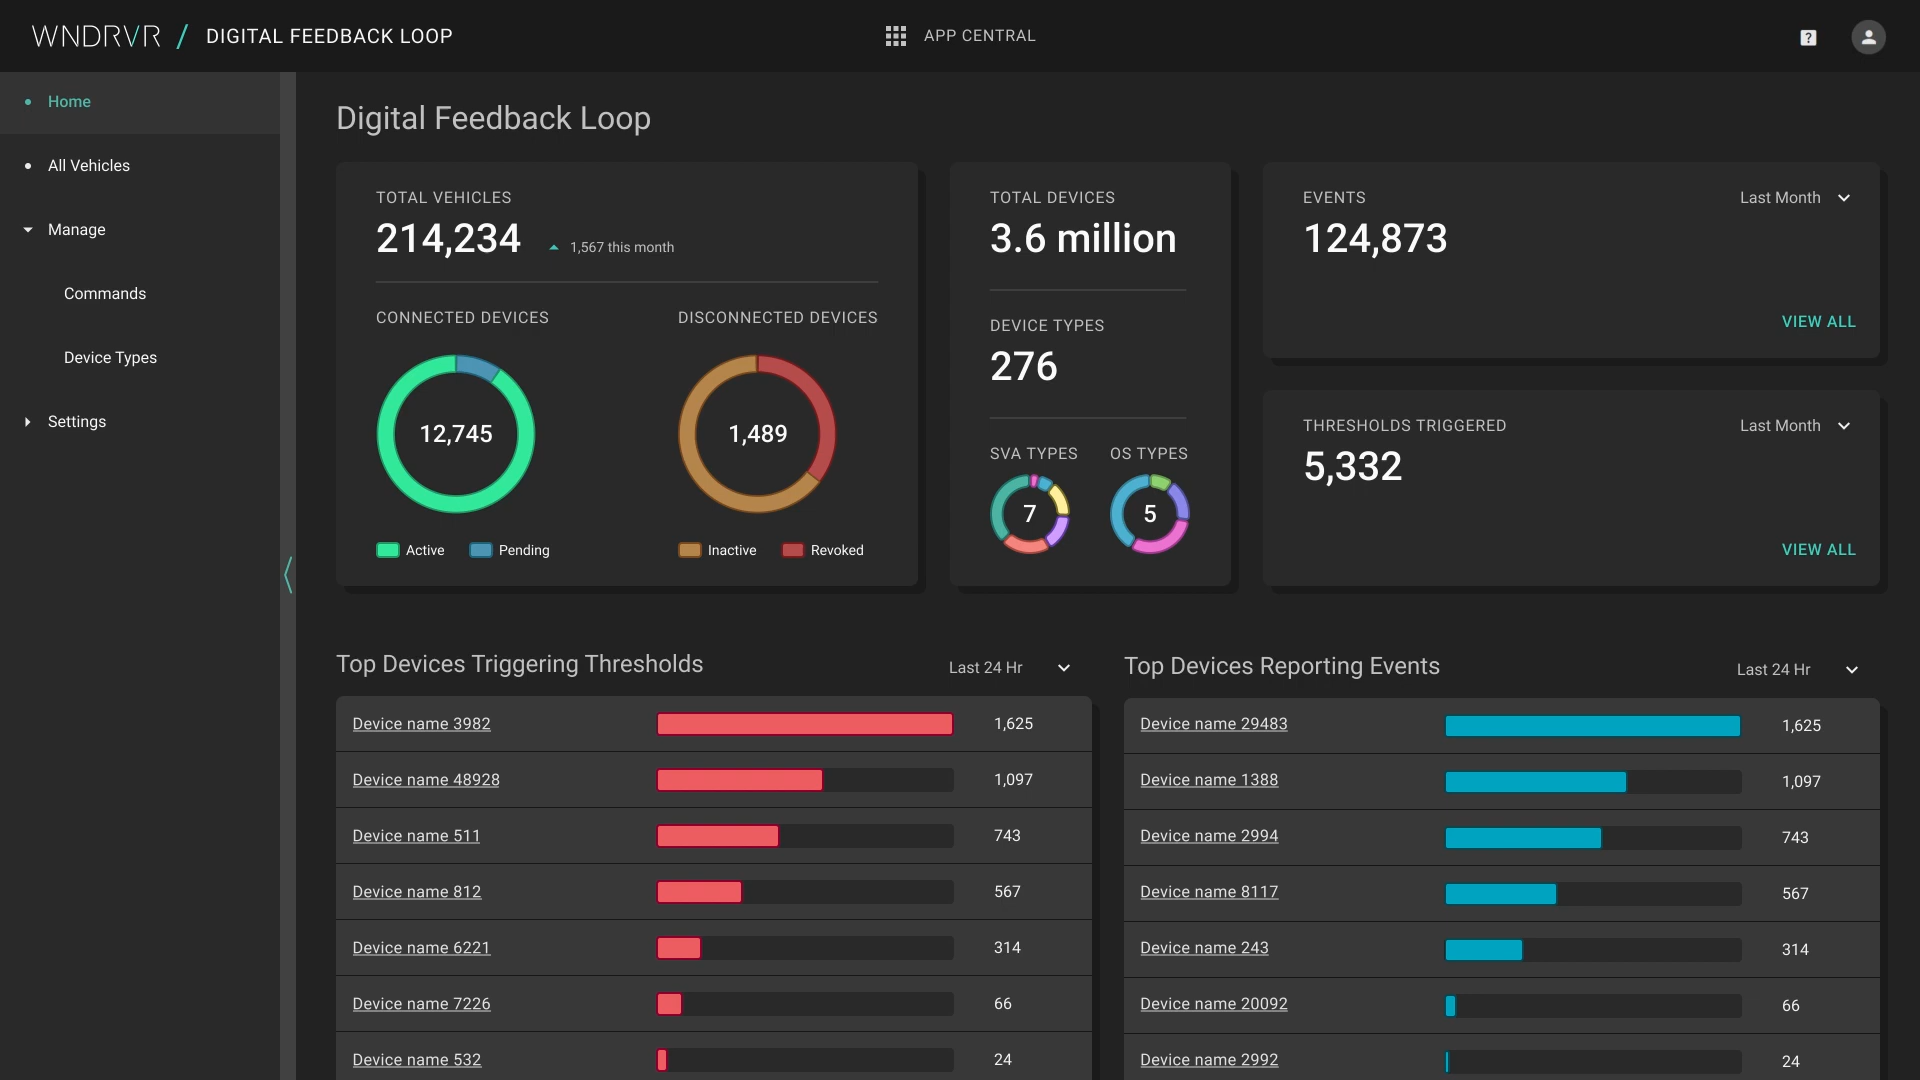 WNDRVR / DIGITAL FEEDBACK LOOP
APP CENTRAL
?
Home
All Vehicles
Manage
Commands
Device Types
Settings
Digital Feedback Loop
TOTAL VEHICLES
214,234
1,567 this month
CONNECTED DEVICES
12,745
Active
Pending
DISCONNECTED DEVICES
1,489
Inactive
Revoked
TOTAL DEVICES
3.6 million
DEVICE TYPES
276
SVA TYPES
7
OS TYPES
5
EVENTS
Last Month
124,873
VIEW ALL
THRESHOLDS TRIGGERED
Last Month
5,332
VIEW ALL
Top Devices Triggering Thresholds
Last 24 Hr
Device name 3982 1,625
Device name 48928 1,097
Device name 511 743
Device name 812 567
Device name 6221 314
Device name 7226 66
Device name 532 24
Top Devices Reporting Events
Last 24 Hr
Device name 29483 1,625
Device name 1388 1,097
Device name 2994 743
Device name 8117 567
Device name 243 314
Device name 20092 66
Device name 2992 24